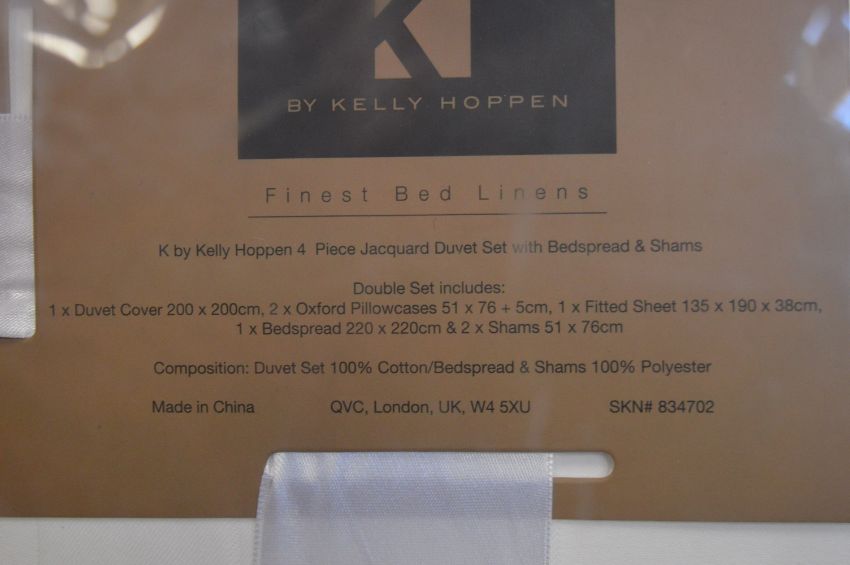 K
BY KELLY HOPPEN
Finest Bed Linens
K by Kelly Hoppen 4 Piece Jacquard Duvet Set with Bedspread & Shams
Double Set includes:
1 x Duvet Cover 200 x 200cm, 2 x Oxford Pillowcases 51 x 76 + 5cm, 1 x Fitted Sheet 135 x 190 x 38cm,
1 x Bedspread 220 x 220cm & 2 x Shams 51 x 76cm
Composition: Duvet Set 100% Cotton/Bedspread & Shams 100% Polyester
Made in China QVC, London, UK, W4 5XU SKN# 834702